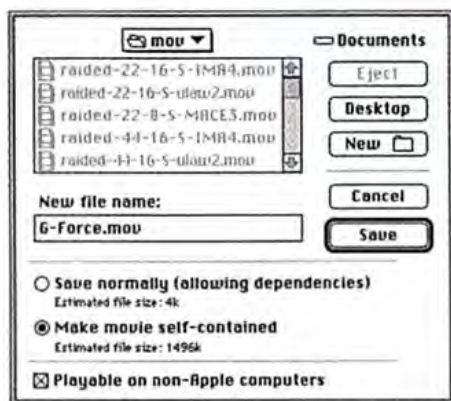 mov
Documents
raided-22-16-S-IMA4.mov
raided-22-16-S-ulaw2.mov
raided-22-8-S-MACE3.mov
raided-44-16-S-IMA4.mov
raided-44-16-S-ulaw2.mov
Eject
Desktop
New
New file name:
G-Force.mov
Cancel
Save
Save normally (allowing dependencies)
Estimated file size: 4k
Make movie self-contained
Estimated file size: 1496k
Playable on non-Apple computers